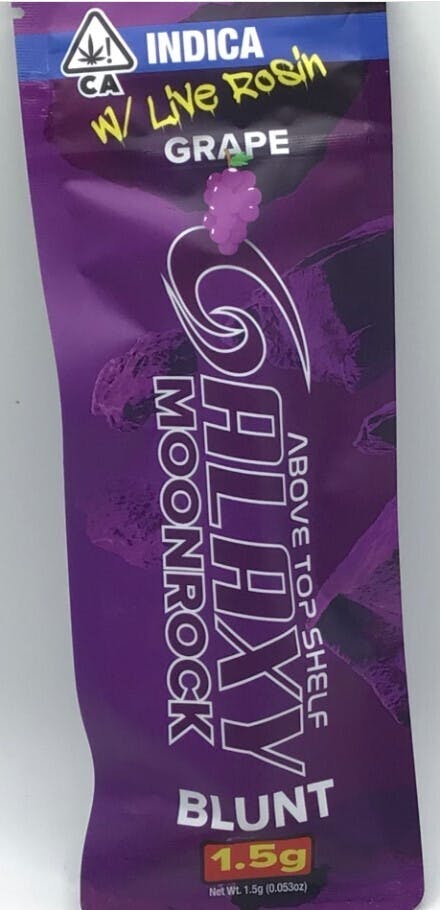 INDICA
CA
W/ Live Rosin
GRAPE
GALAXY
MOONROCK
ABOVE TOP SHELF
BLUNT
1.5g
Net Wt. 1.5g (0.053oz)